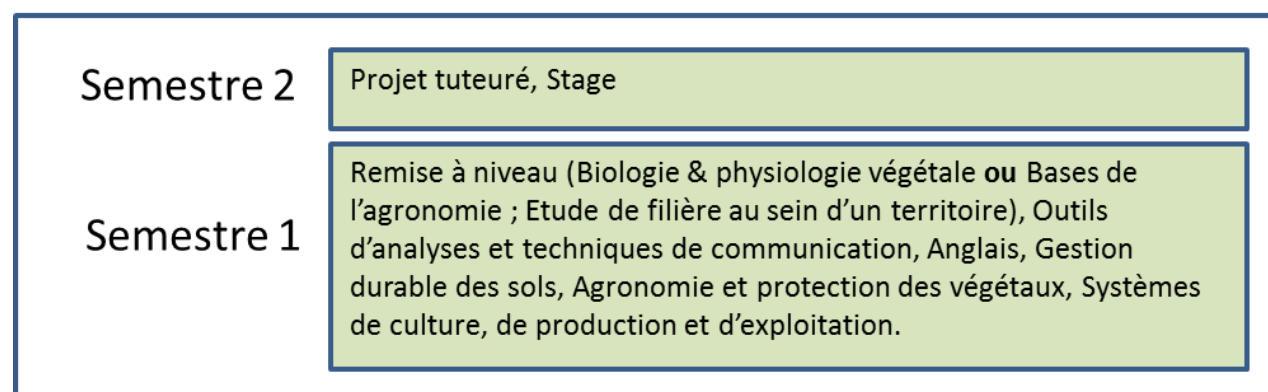 Semestre 2
Projet tuteuré, Stage
Semestre 1
Remise à niveau (Biologie & physiologie végétale ou Bases de
l'agronomie ; Etude de filière au sein d'un territoire), Outils
d'analyses et techniques de communication, Anglais, Gestion
durable des sols, Agronomie et protection des végétaux, Systèmes
de culture, de production et d'exploitation.